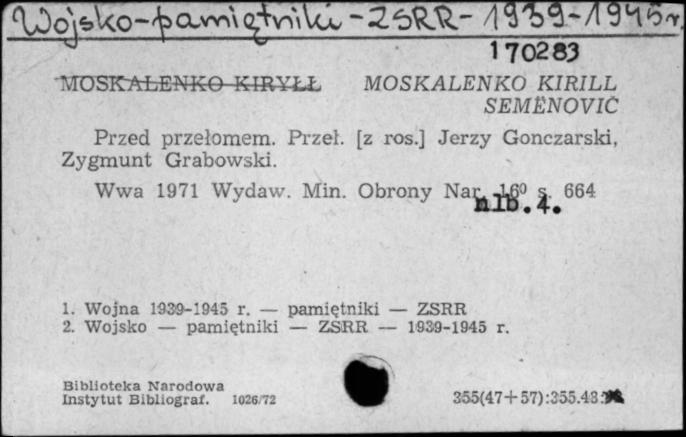 Wojsko-pamiętniki-ZSRR-1939-1945r.
170283
MOSKALENKO KIRYŁŁ MOSKALENKO KIRILL
SEMËNOVIČ
Przed przełomem. Przeł. [z ros.] Jerzy Gonczarski,
Zygmunt Grabowski.
Wwa 1971 Wydaw. Min. Obrony Nar. 16⁰ s. 664
nlb. 4.
1. Wojna 1939-1945 r. — pamiętniki — ZSRR
2. Wojsko — pamiętniki — ZSRR — 1939-1945 r.
Biblioteka Narodowa
Instytut Bibliograf. 1026/72 355(47+57):355.48: